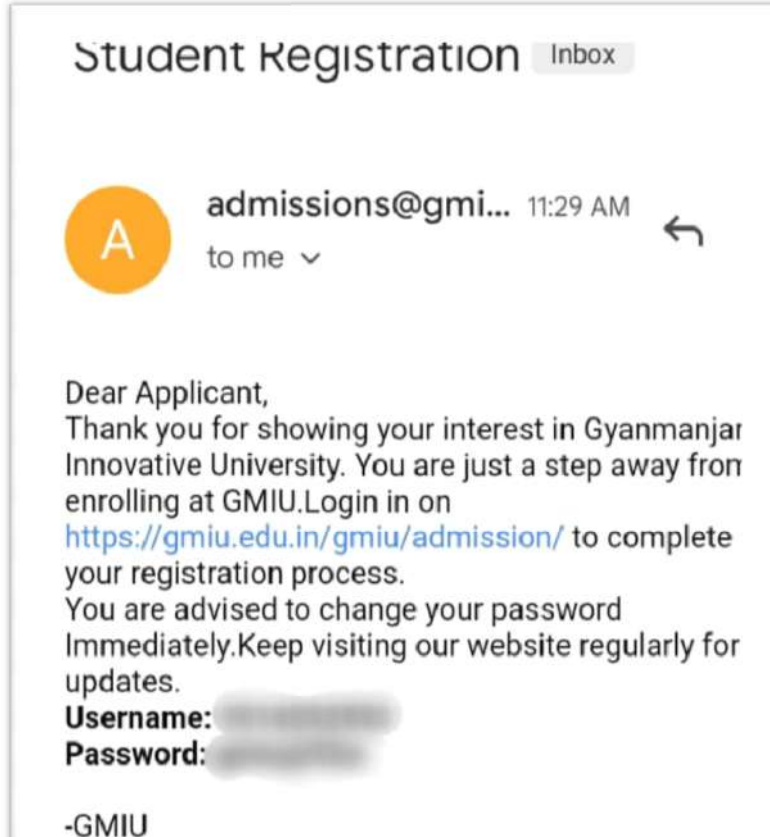 Student Registration Inbox
A
admissions@gmi... 11:29 AM
to me
Dear Applicant,
Thank you for showing your interest in Gyanmanjar
Innovative University. You are just a step away from
enrolling at GMIU.Login in on
https://gmiu.edu.in/gmiu/admission/ to complete
your registration process.
You are advised to change your password
Immediately.Keep visiting our website regularly for
updates.
Username:
Password:
-GMIU